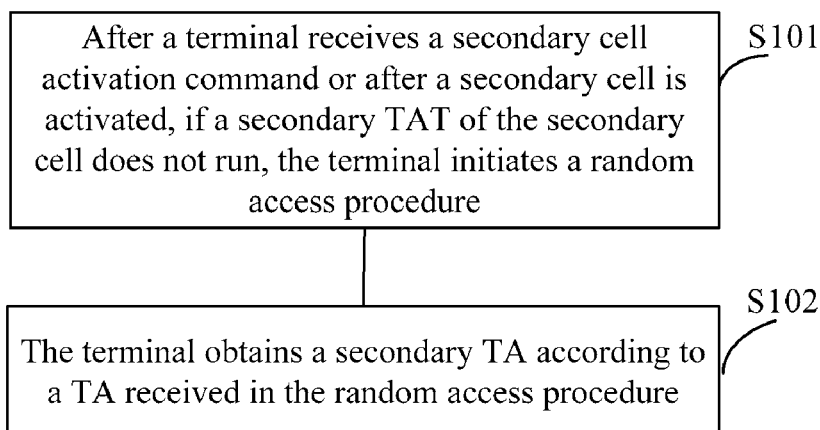 After a terminal receives a secondary cell
activation command or after a secondary cell is
activated, if a secondary TAT of the secondary
cell does not run, the terminal initiates a random
access procedure
S101
The terminal obtains a secondary TA according to
a TA received in the random access procedure
S102